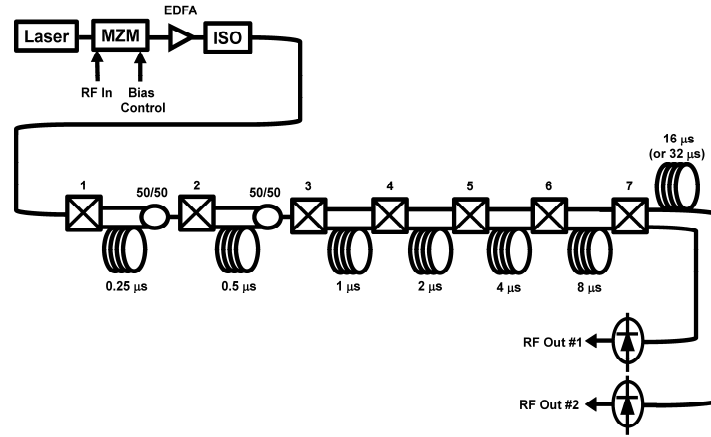 EDFA
Laser
MZM
ISO
RF In
Bias
Control
16 μs
(or 32 μs)
1
50/50
2
50/50
3
4
5
6
7
0.25 μs
0.5 μs
1 μs
2 μs
4 μs
8 μs
RF Out #1
RF Out #2